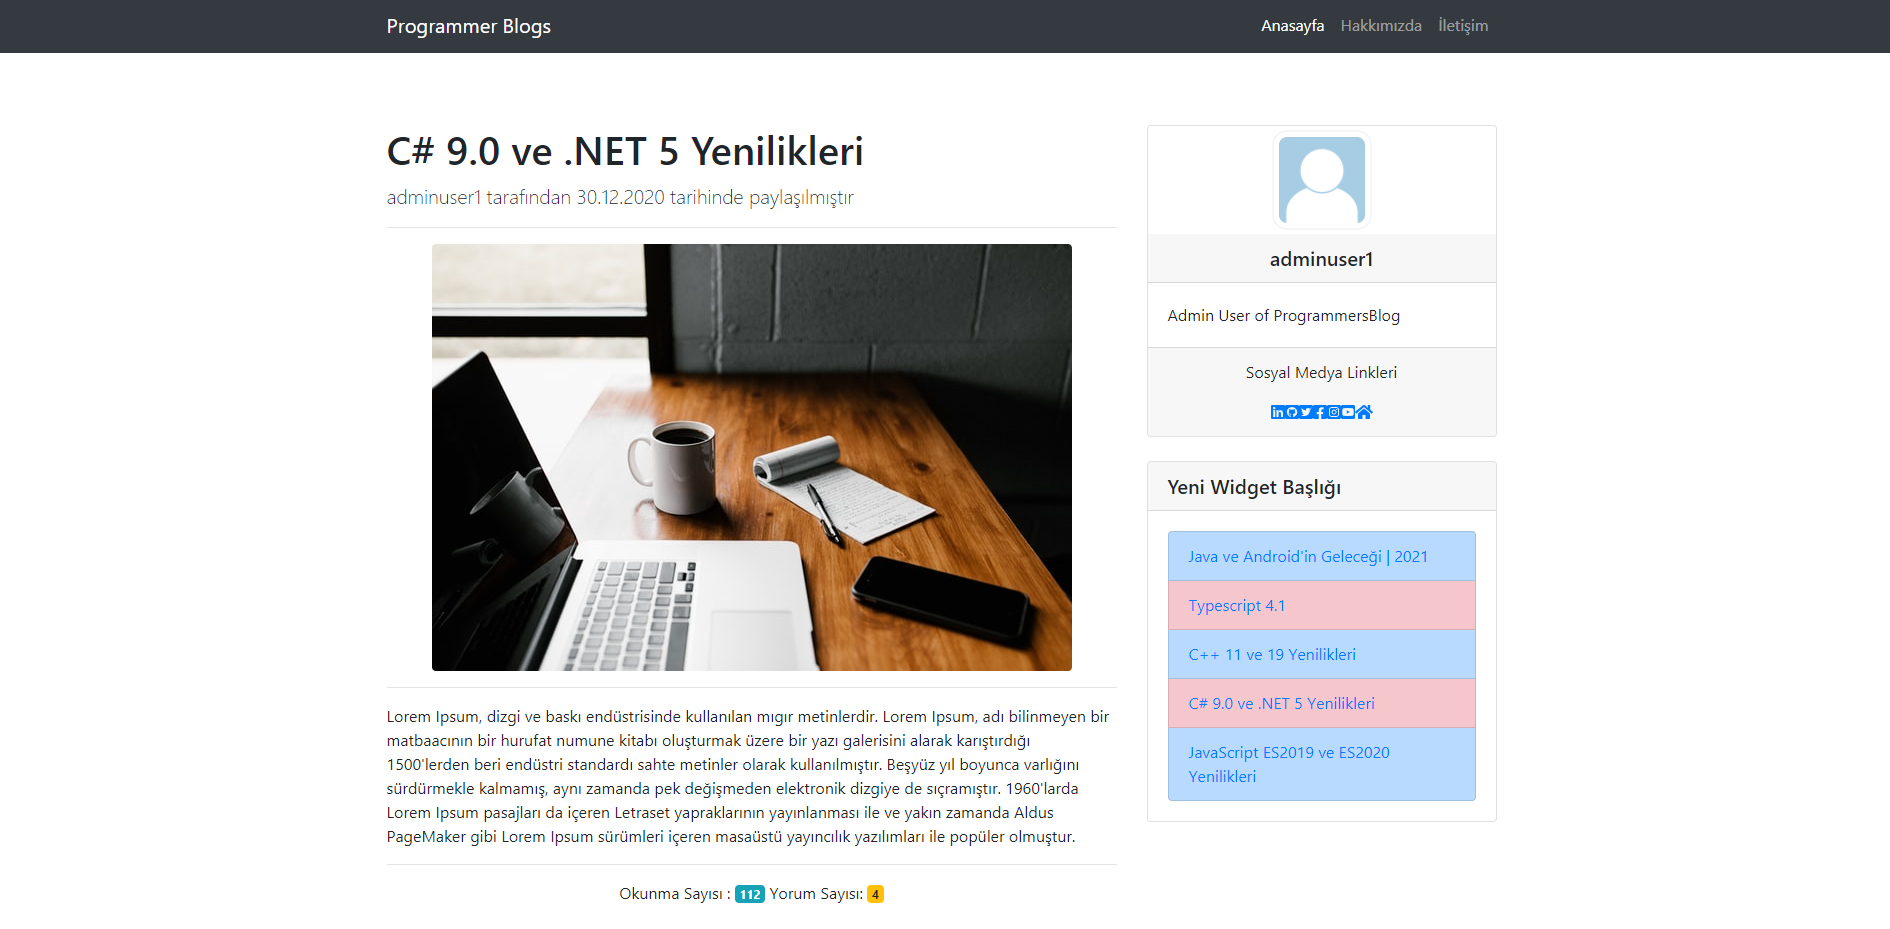 Programmer Blogs
Anasayfa Hakkımızda İletişim
C# 9.0 ve .NET 5 Yenilikleri
adminuser1 tarafından 30.12.2020 tarihinde paylaşılmıştır
Lorem Ipsum, dizgi ve baskı endüstrisinde kullanılan mıgır metinlerdir. Lorem Ipsum, adı bilinmeyen bir
matbaacının bir hurufat numune kitabı oluşturmak üzere bir yazı galerisini alarak karıştırdığı
1500'lerden beri endüstri standardı sahte metinler olarak kullanılmıştır. Beşyüz yıl boyunca varlığını
sürdürmekle kalmamış, aynı zamanda pek değişmeden elektronik dizgiye de sıçramıştır. 1960'larda
Lorem Ipsum pasajları da içeren Letraset yapraklarının yayınlanması ile ve yakın zamanda Aldus
PageMaker gibi Lorem Ipsum sürümleri içeren masaüstü yayıncılık yazılımları ile popüler olmuştur.
Okunma Sayısı : 112 Yorum Sayısı: 4
adminuser1
Admin User of ProgrammersBlog
Sosyal Medya Linkleri
Yeni Widget Başlığı
Java ve Android'in Geleceği | 2021
Typescript 4.1
C++ 11 ve 19 Yenilikleri
C# 9.0 ve .NET 5 Yenilikleri
JavaScript ES2019 ve ES2020
Yenilikleri